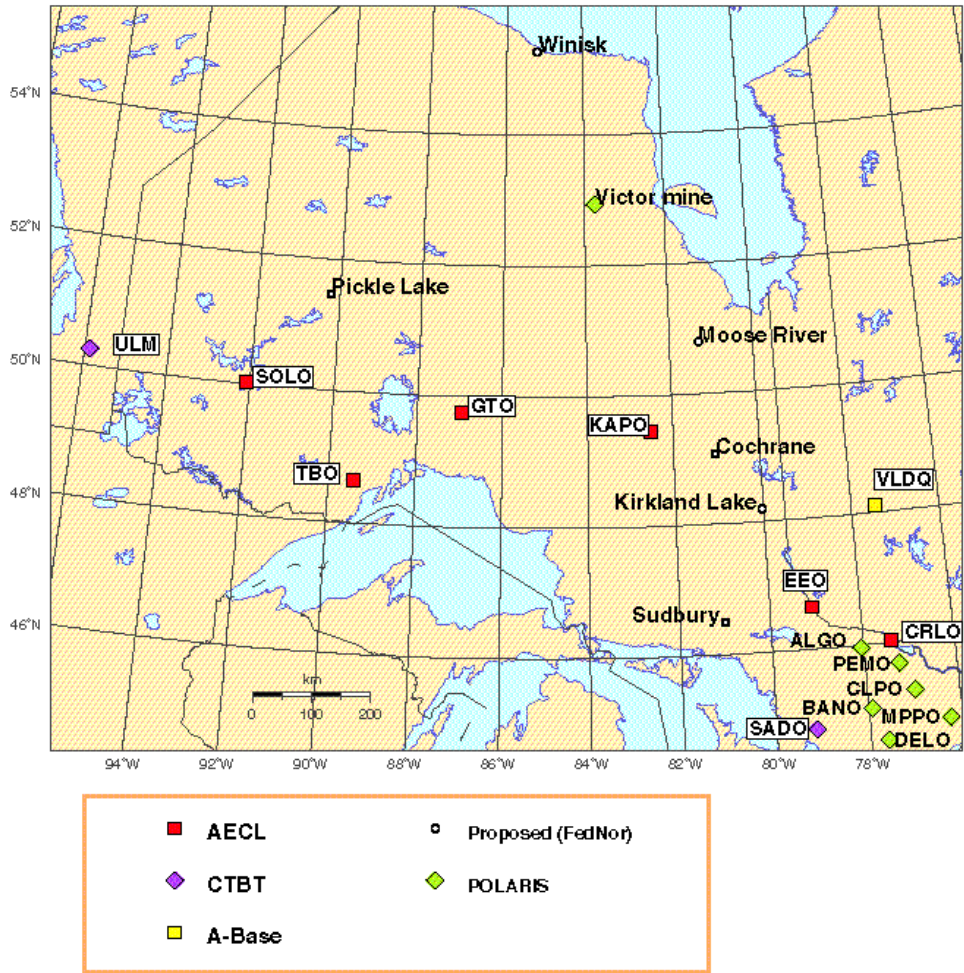 Winisk
54°N
Victor mine
52°N
Pickle Lake
Moose River
ULM
50°N
SOLO
GTO
KAPO
Cochrane
TBO
VLDQ
48°N
Kirkland Lake
EEO
Sudbury
46°N
CRLO
ALGO
PEMO
km
CLPO
0 100 200
BANO
MPPO
SADO
DELO
94°W 92°W 90°W 88°W 86°W 84°W 82°W 80°W 78°W
AECL
Proposed (FedNor)
CTBT
POLARIS
A-Base